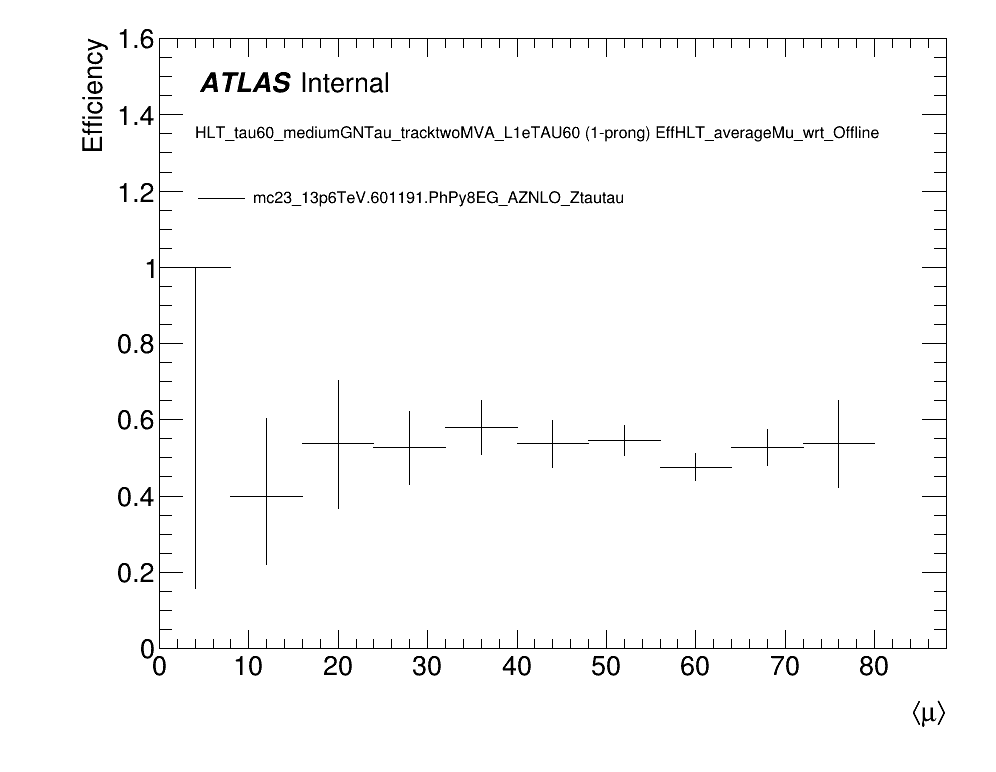 Efficiency
1.6
1.4
1.2
1
0.8
0.6
0.4
0.2
0
ATLAS Internal
HLT_tau60_mediumGNTau_tracktwoMVA_L1eTAU60 (1-prong) EffHLT_averageMu_wrt_Offline
mc23_13p6TeV.601191.PhPy8EG_AZNLO_Ztautau
0 10 20 30 40 50 60 70 80
⟨μ⟩